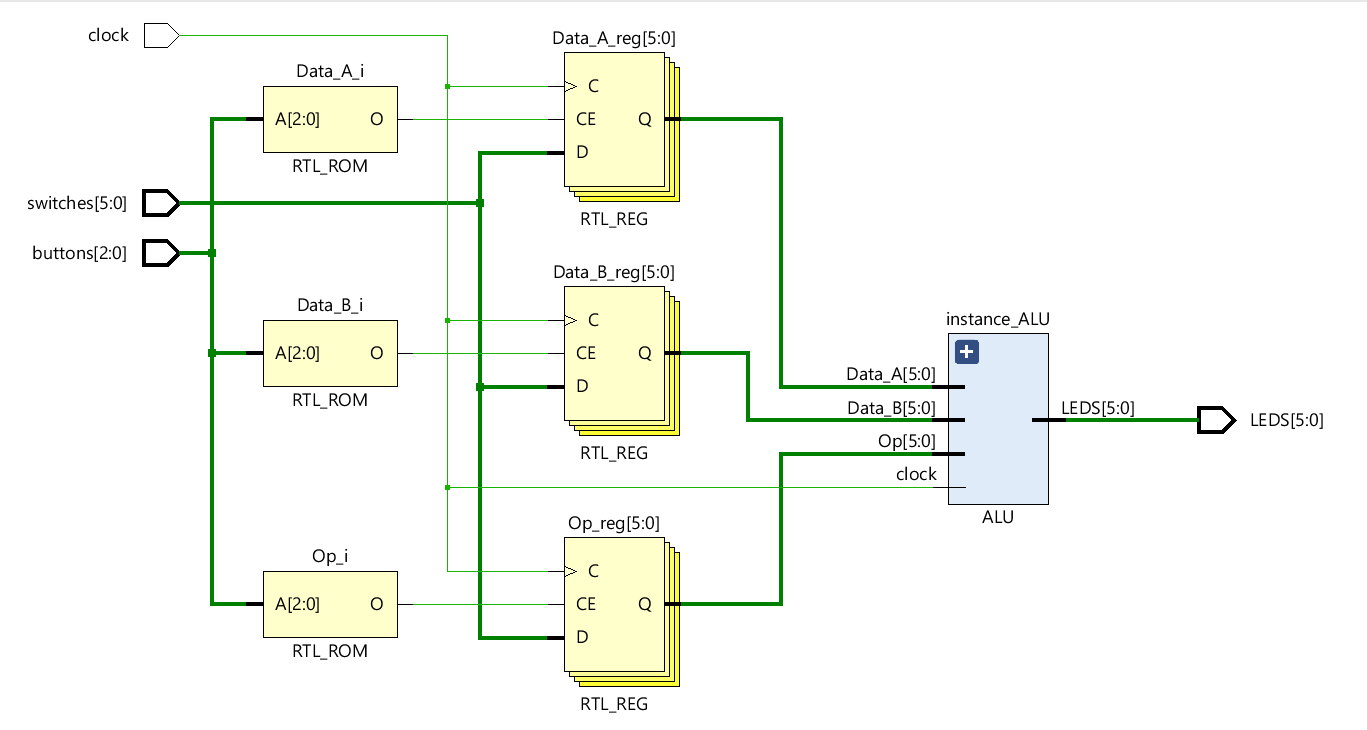 clock
Data_A_i
A[2:0] O
RTL_ROM
Data_A_reg[5:0]
C
CE Q
D
RTL_REG
switches[5:0]
buttons[2:0]
Data_B_i
A[2:0] O
RTL_ROM
Data_B_reg[5:0]
C
CE Q
D
RTL_REG
instance_ALU
Data_A[5:0]
Data_B[5:0]
Op[5:0]
clock
LEDS[5:0]
ALU
LEDS[5:0]
Op_i
A[2:0] O
RTL_ROM
Op_reg[5:0]
C
CE Q
D
RTL_REG